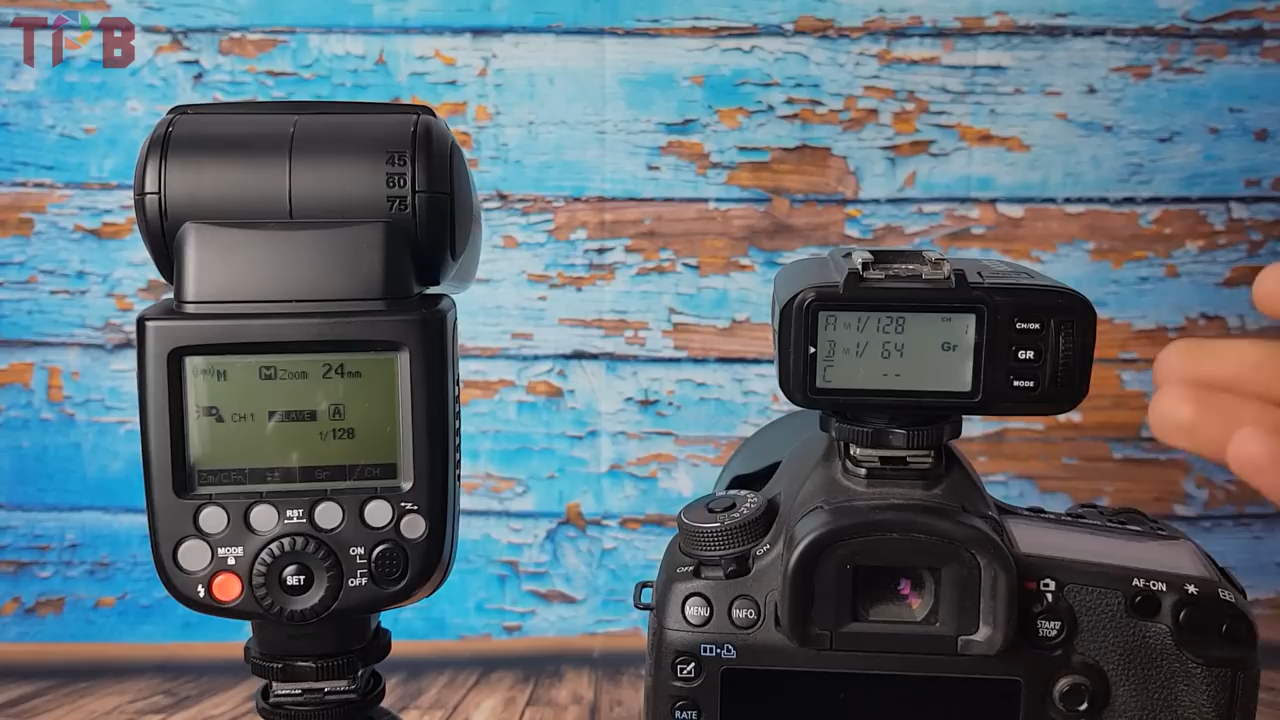 TPB
45
60
75
M M Zoom 24mm
CH 1 SLAVE A
1/128
Zm/C.Fn Gr CH
RST
MODE
ON
OFF
SET
A M 1/128 CH 1
B M 1/ 64 Gr
C --
CH/OK
GR
MODE
ON
OFF
MENU
INFO.
START/
STOP
AF-ON
RATE